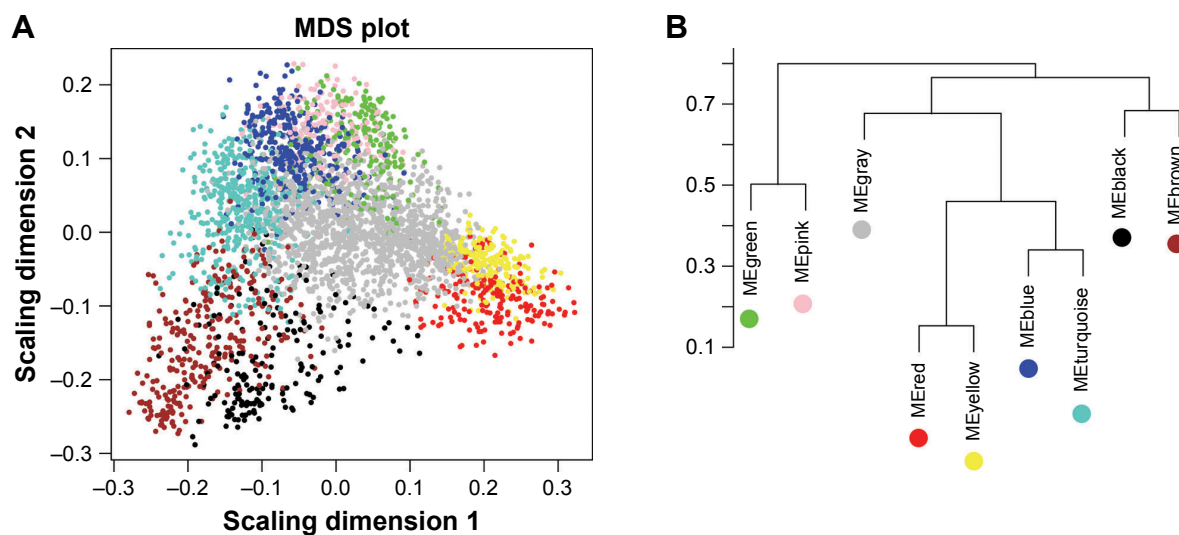 A
MDS plot
0.2
0.1
0.0
–0.1
–0.2
–0.3
Scaling dimension 2
–0.3
–0.2
–0.1
0.0
0.1
0.2
0.3
Scaling dimension 1
B
0.7
0.5
0.3
0.1
MEgreen
MEpink
MEgray
MEred
MEyellow
MEblue
MEturquoise
MEblack
MEbrown